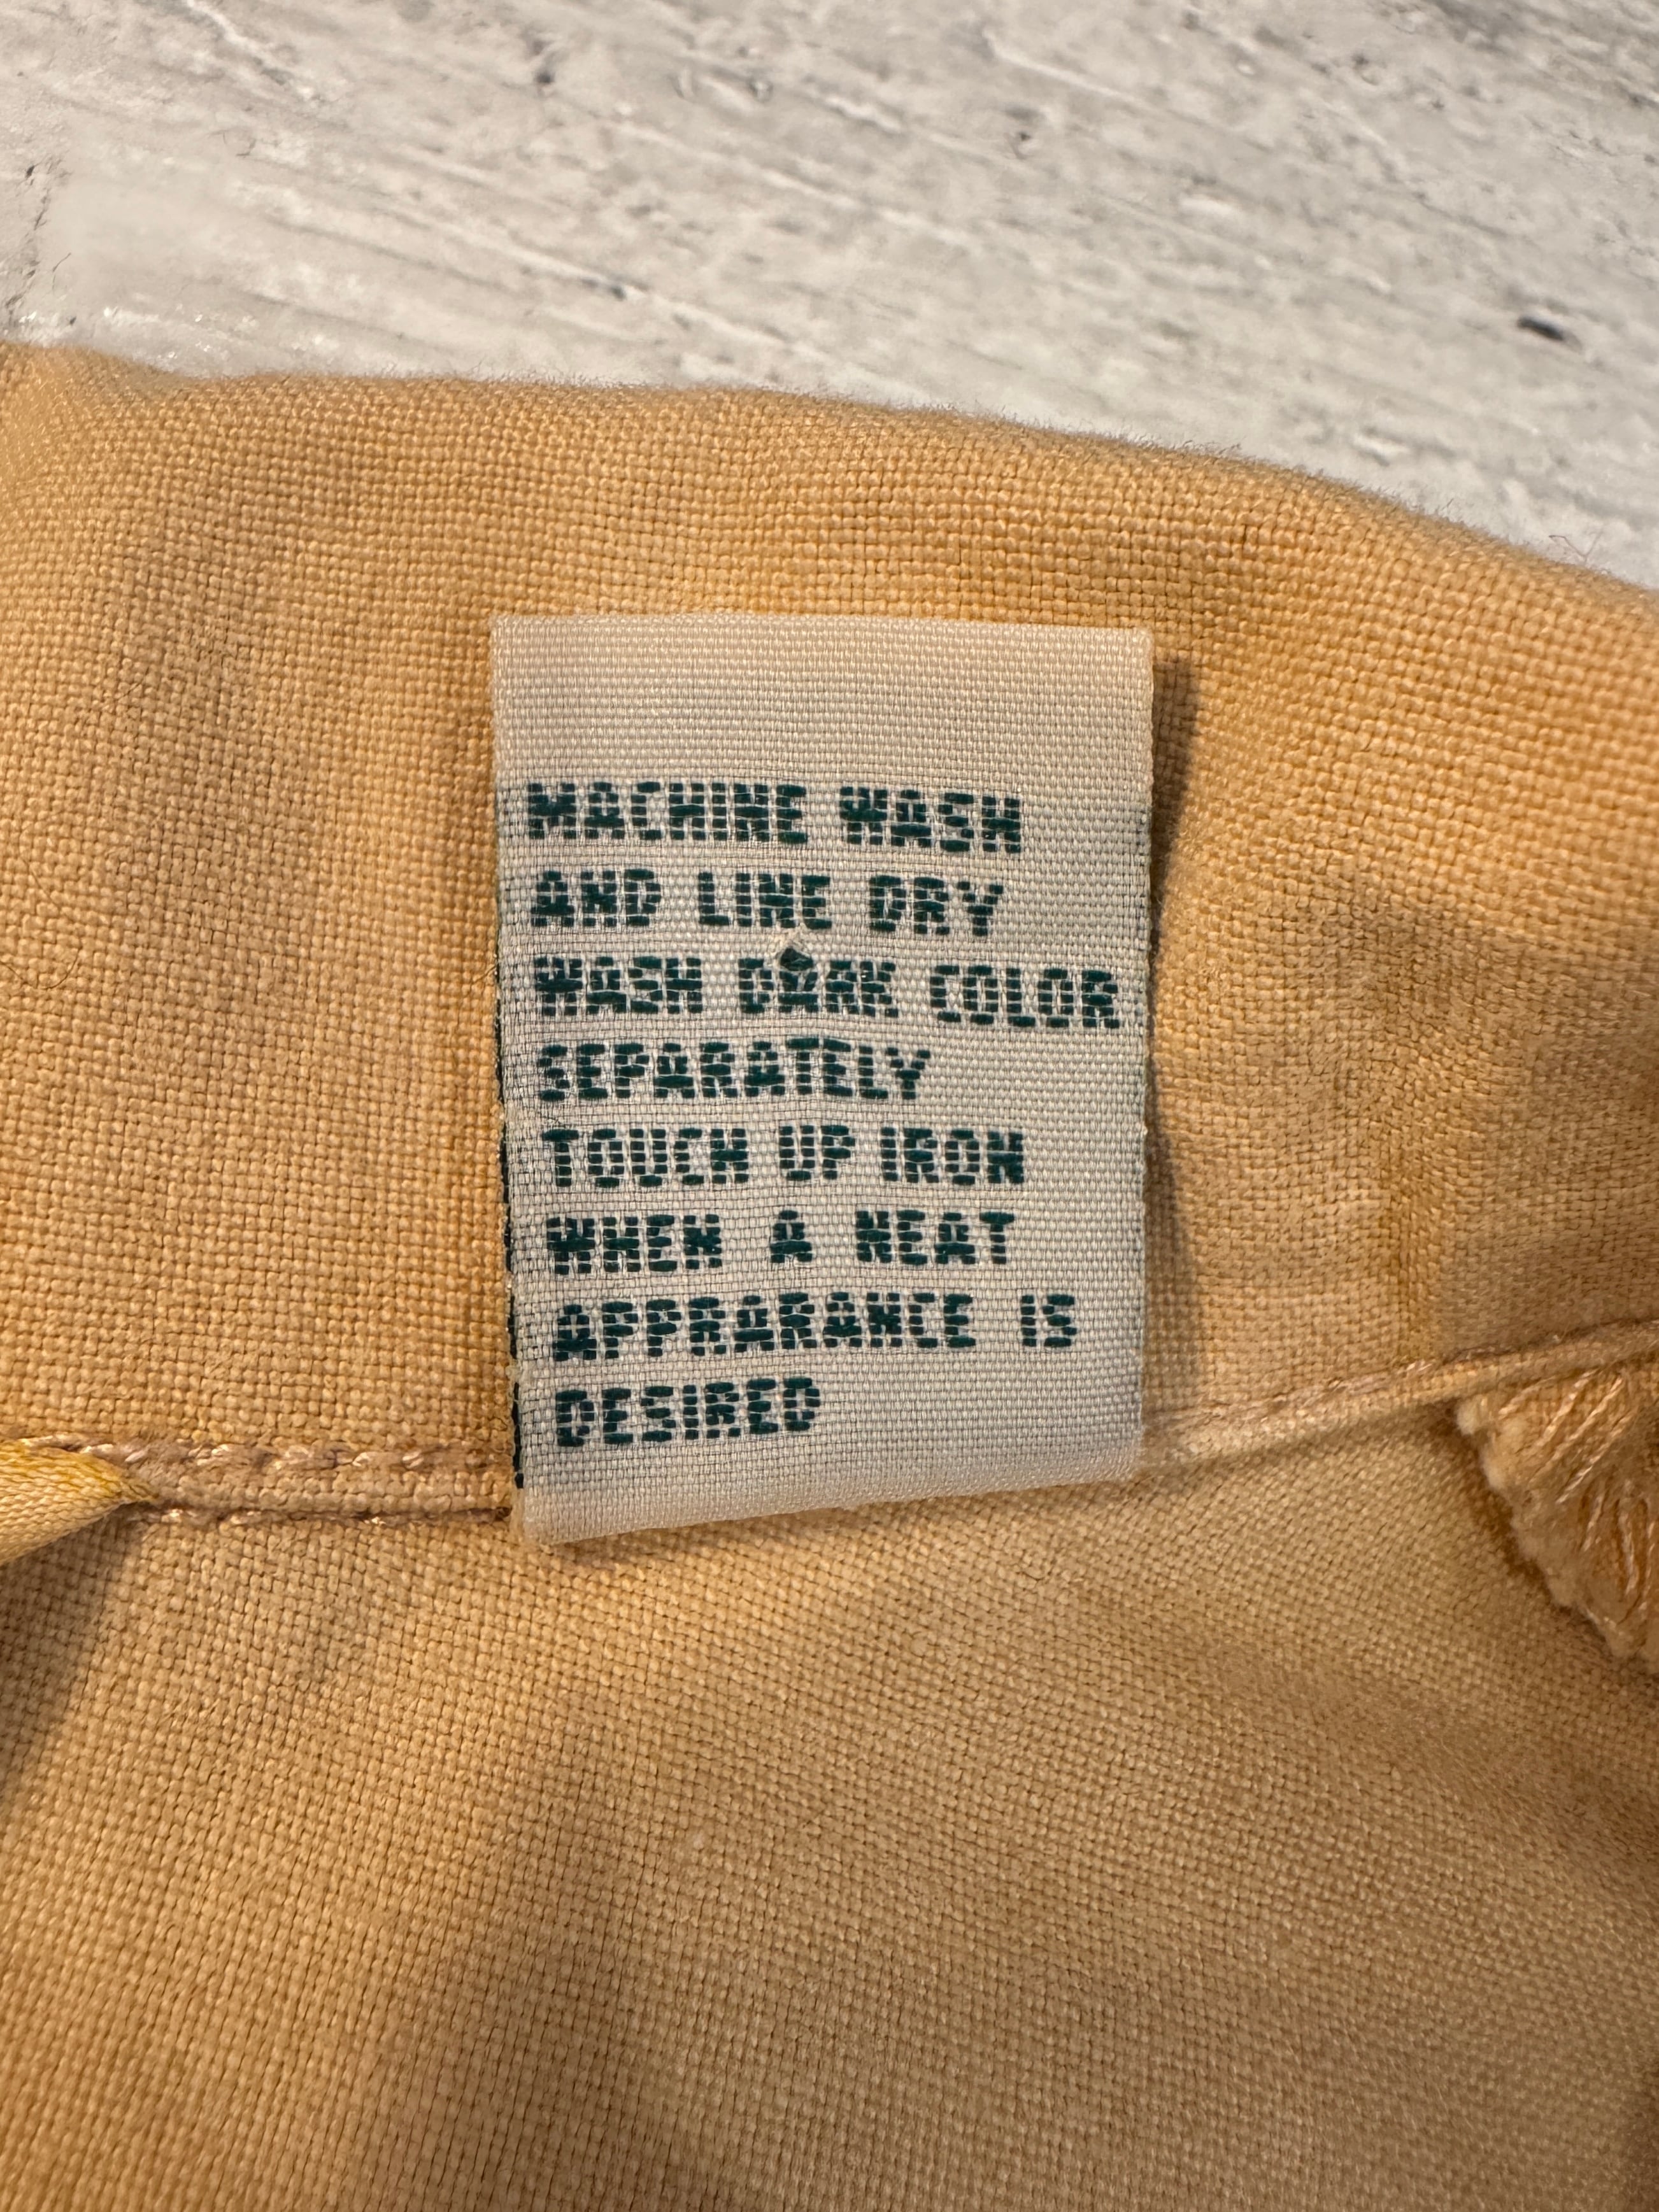 MACHINE WASH
AND LINE DRY
WASH DARK COLOR
SEPARATELY
TOUCH UP IRON
WHEN A NEAT
APPRARANCE IS
DESIRED